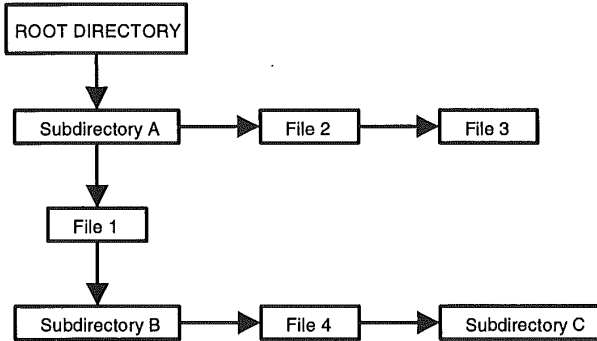 ROOT DIRECTORY
Subdirectory A
File 2
File 3
File 1
Subdirectory B
File 4
Subdirectory C